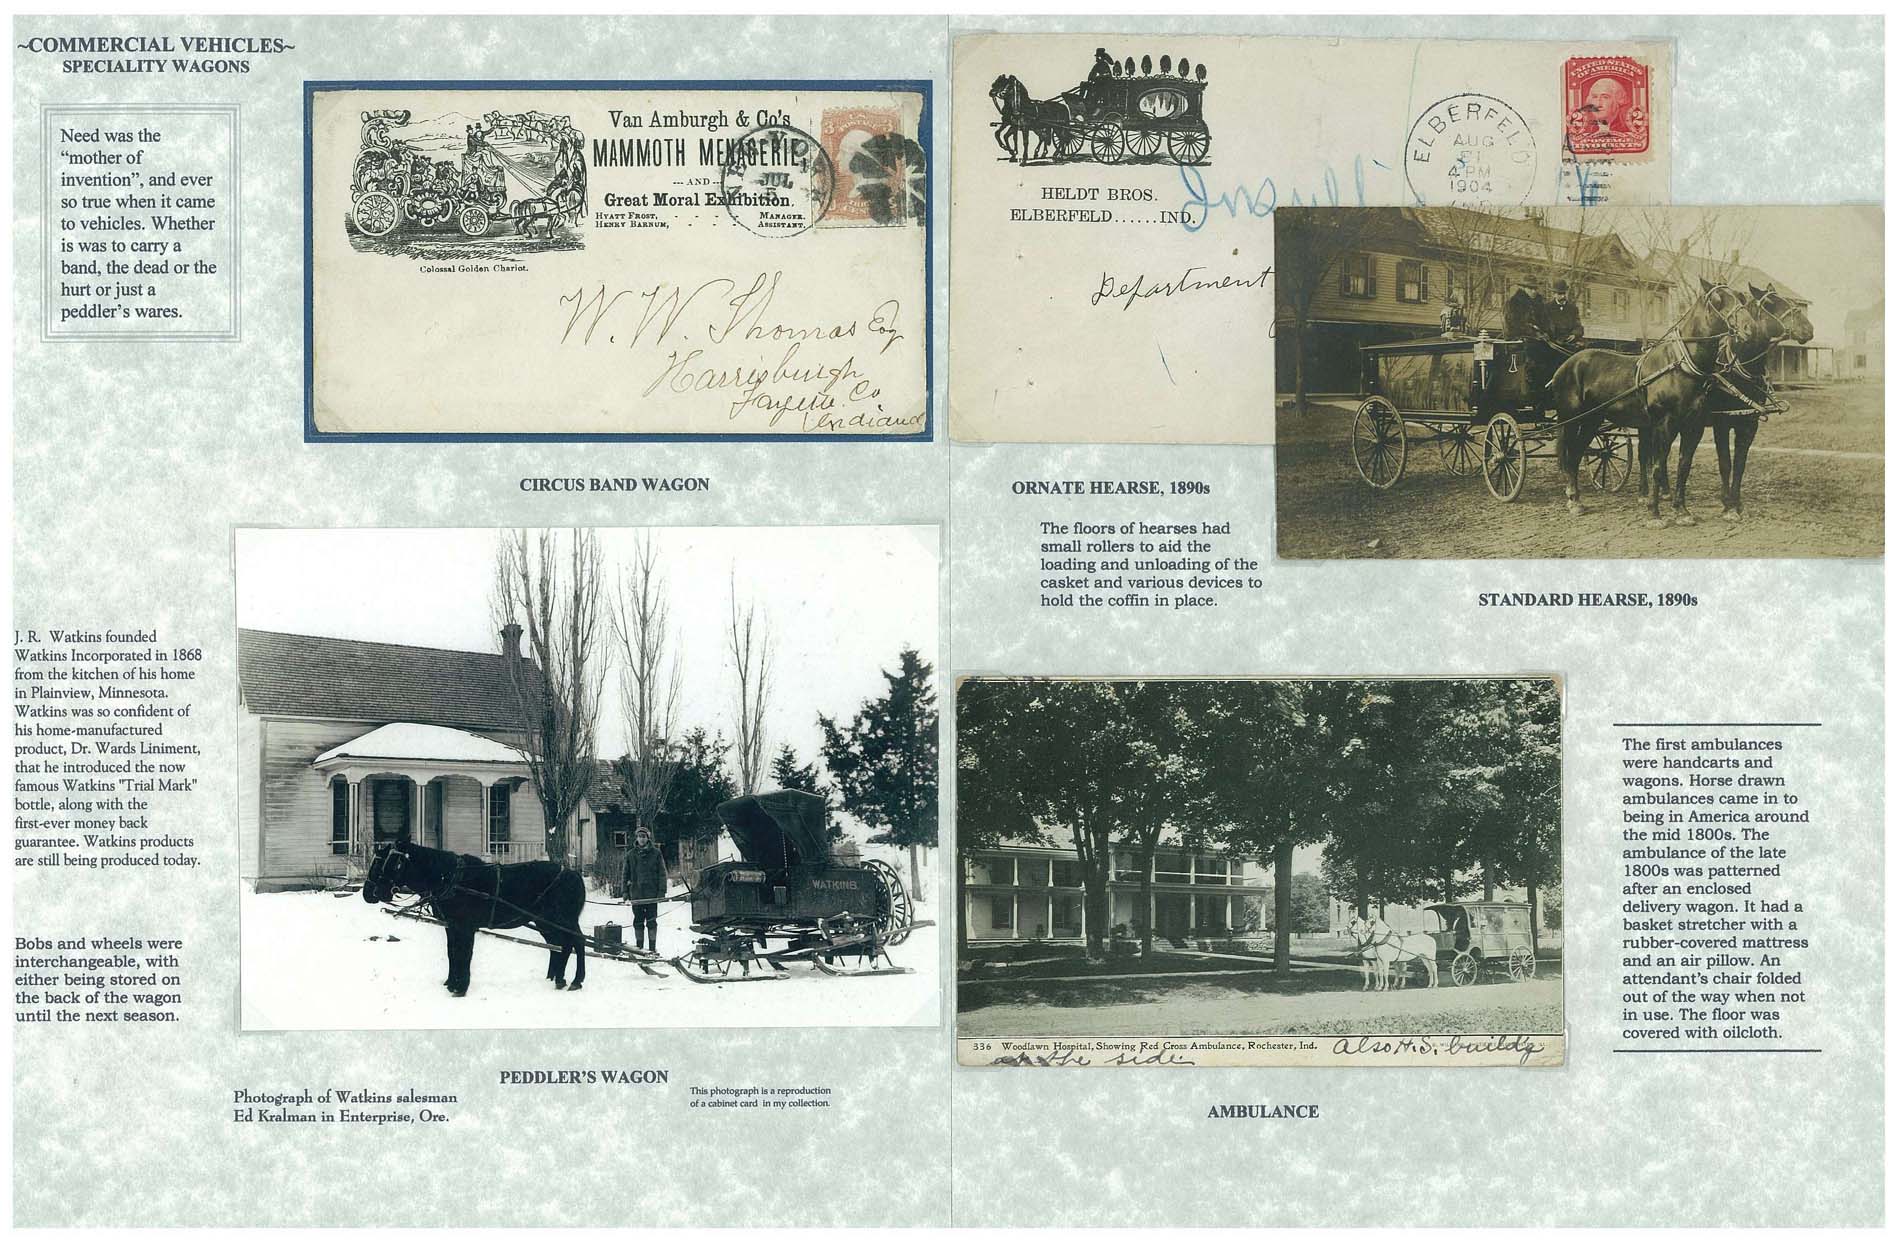 ~COMMERCIAL VEHICLES~
SPECIALITY WAGONS
Need was the
“mother of
invention”, and ever
so true when it came
to vehicles. Whether
is was to carry a
band, the dead or the
hurt or just a
peddler’s wares.
Van Amburgh & Co's
MAMMOTH MENAGERIE,
AND
Great Moral Exhibition.
HYATT FROST, - - - MANAGER.
HENRY BARNUM, - - - ASSISTANT.
Colossal Golden Chariot.
NEW YORK
JUL
W. W. Thomas Esq
Harrisburgh
Fayette Co
Indiana
CIRCUS BAND WAGON
J. R. Watkins founded
Watkins Incorporated in 1868
from the kitchen of his home
in Plainview, Minnesota.
Watkins was so confident of
his home-manufactured
product, Dr. Wards Liniment,
that he introduced the now
famous Watkins "Trial Mark"
bottle, along with the
first-ever money back
guarantee. Watkins products
are still being produced today.
Bobs and wheels were
interchangeable, with
either being stored on
the back of the wagon
until the next season.
WATKINS
PEDDLER’S WAGON
Photograph of Watkins salesman
Ed Kralman in Enterprise, Ore.
This photograph is a reproduction
of a cabinet card in my collection.
HELDT BROS.
ELBERFELD......IND.
ELBERFELD
AUG
4 PM
1904
UNITED STATES
OF AMERICA
2 2
POSTAGE
TWO CENTS
Department
ORNATE HEARSE, 1890s
The floors of hearses had
small rollers to aid the
loading and unloading of the
casket and various devices to
hold the coffin in place.
STANDARD HEARSE, 1890s
336 Woodlawn Hospital, Showing Red Cross Ambulance, Rochester, Ind.
also H.S. buildg
at the side
AMBULANCE
The first ambulances
were handcarts and
wagons. Horse drawn
ambulances came in to
being in America around
the mid 1800s. The
ambulance of the late
1800s was patterned
after an enclosed
delivery wagon. It had a
basket stretcher with a
rubber-covered mattress
and an air pillow. An
attendant’s chair folded
out of the way when not
in use. The floor was
covered with oilcloth.